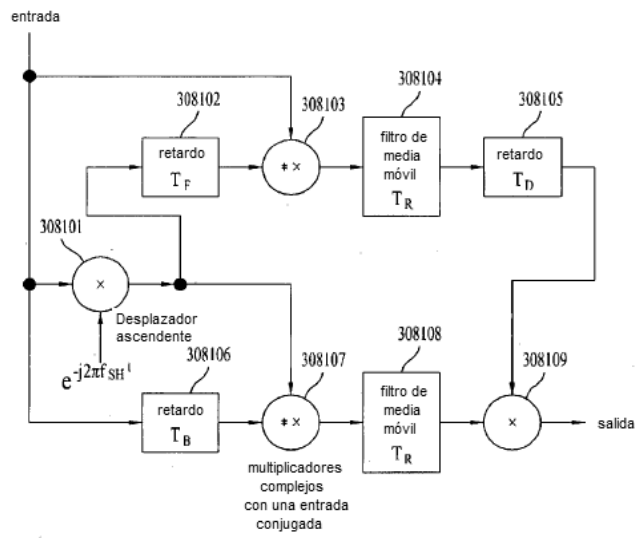 entrada
308102
308103
308104
308105
retardo
T_F
* ×
filtro de
media
móvil
T_R
retardo
T_D
308101
×
Desplazador
ascendente
e^-j2πf_SH t
308106
308107
308108
308109
retardo
T_B
* ×
filtro de
media
móvil
T_R
×
salida
multiplicadores
complejos
con una entrada
conjugada